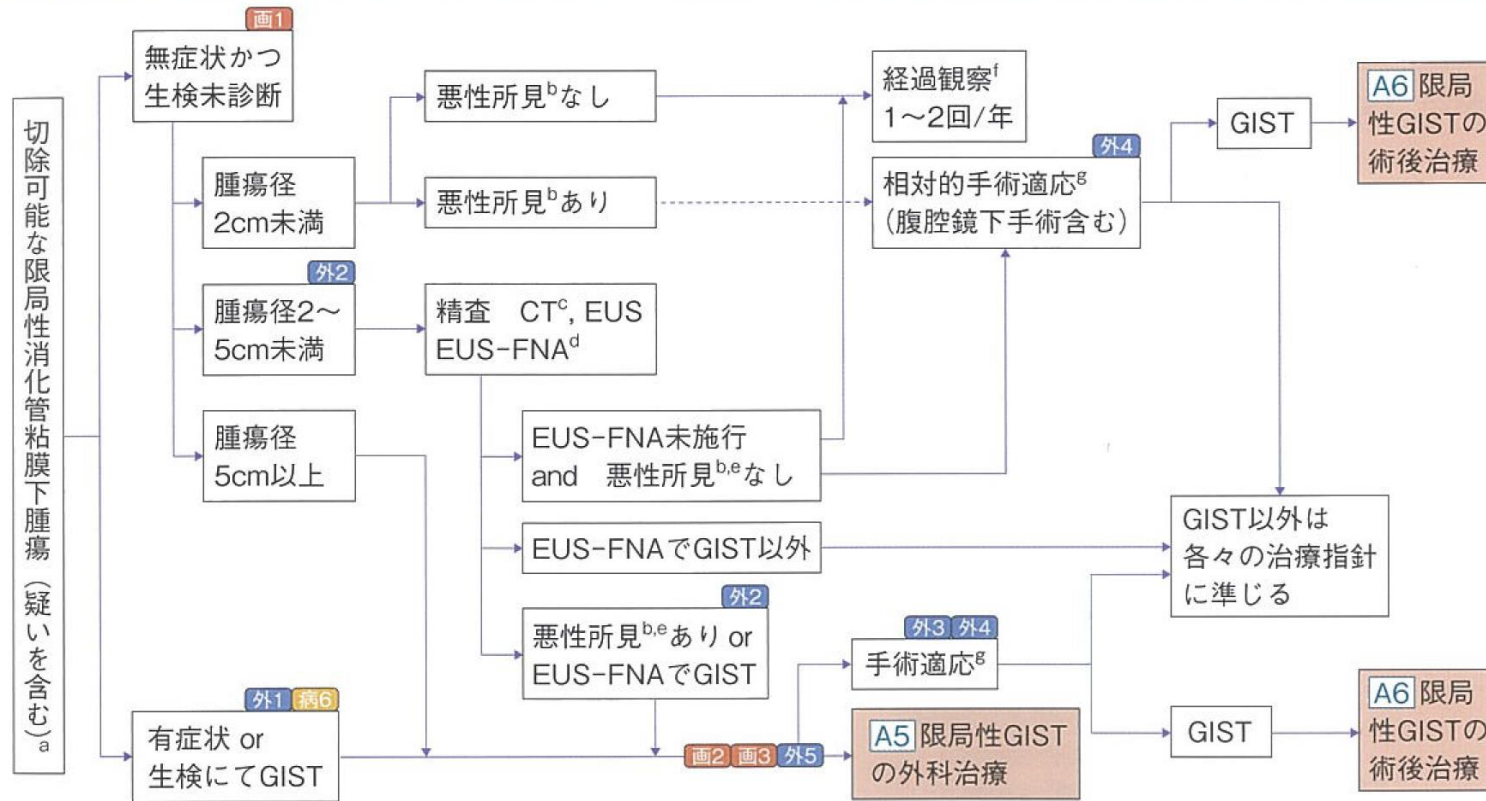 切除可能な限局性消化管粘膜下腫瘍（疑いを含む）a
画1
無症状かつ
生検未診断
腫瘍径
2cm未満
悪性所見bなし
悪性所見bあり
経過観察f
1〜2回/年
外4
相対的手術適応g
（腹腔鏡下手術含む）
GIST
A6 限局
性GISTの
術後治療
外2
腫瘍径2〜
5cm未満
精査　CTc, EUS
EUS-FNAd
腫瘍径
5cm以上
EUS-FNA未施行
and　悪性所見b,eなし
EUS-FNAでGIST以外
GIST以外は
各々の治療指針
に準じる
外2
悪性所見b,eあり or
EUS-FNAでGIST
外3 外4
手術適応g
外1 病6
有症状 or
生検にてGIST
画2 画3 外5
A5 限局性GIST
の外科治療
GIST
A6 限局
性GISTの
術後治療